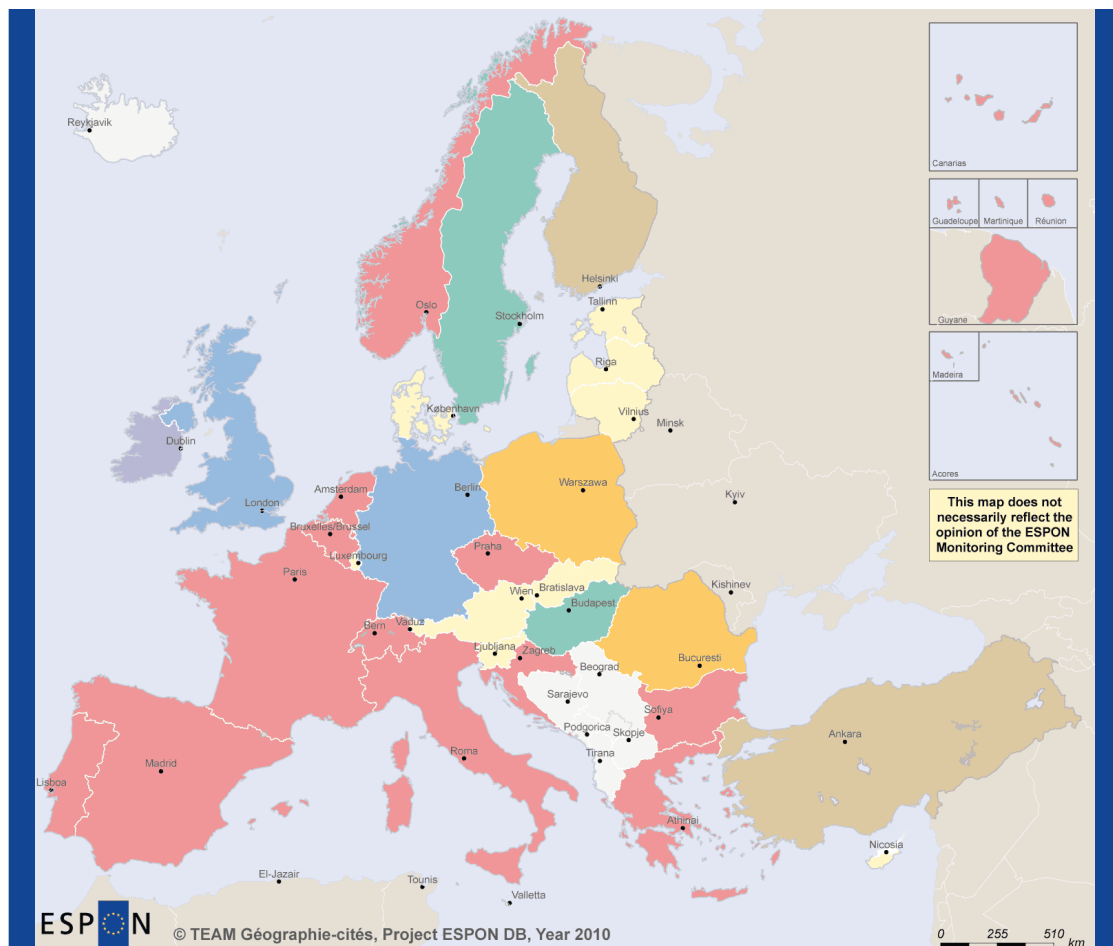 Reykjavik
Canarias
Guadeloupe
Martinique
Réunion
Guyane
Madeira
Acores
This map does not
necessarily reflect the
opinion of the ESPON
Monitoring Committee
Helsinki
Tallinn
Oslo
Stockholm
Riga
København
Vilnius
Minsk
Dublin
Amsterdam
Berlin
Warszawa
London
Kyiv
Bruxelles/Brussel
Luxembourg
Praha
Paris
Kishinev
Wien
Bratislava
Budapest
Bern
Vaduz
Ljubljana
Zagreb
Beograd
Bucuresti
Sarajevo
Sofiya
Podgorica
Skopje
Ankara
Tirana
Roma
Madrid
Lisboa
Athinai
Nicosia
El-Jazair
Tounis
Valletta
ESPON
© TEAM Géographie-cités, Project ESPON DB, Year 2010
0 255 510
km